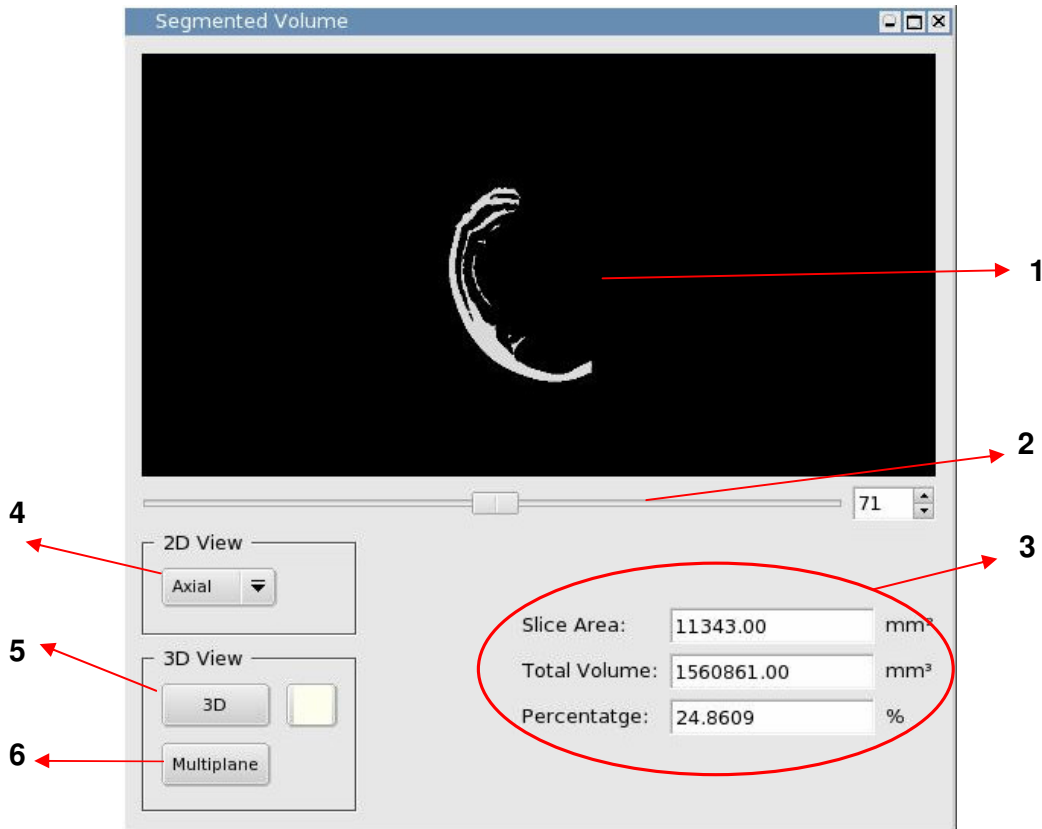 Segmented Volume
1
2
71
4
2D View
Axial
3
Slice Area: 11343.00 mm²
3D View
5
Total Volume: 1560861.00 mm³
3D
Percentatge: 24.8609 %
6
Multiplane